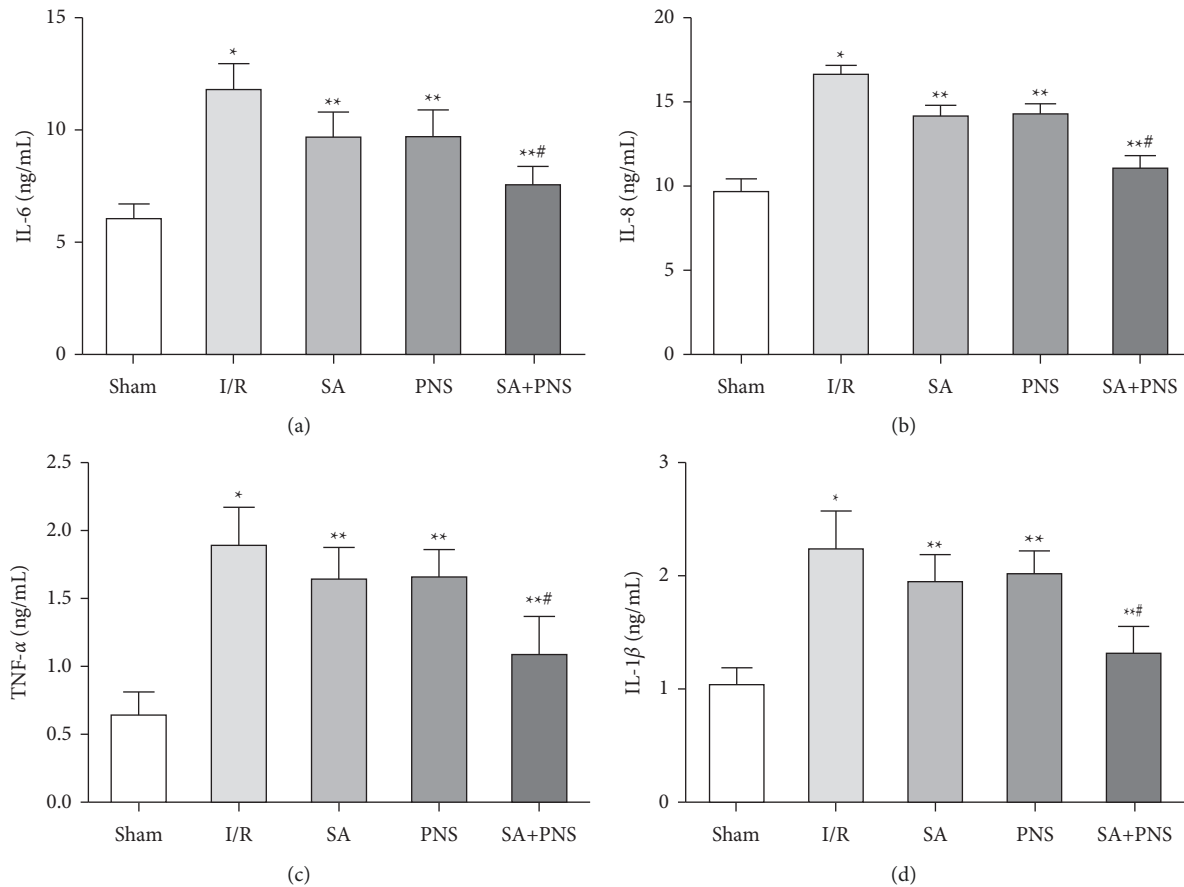 15
10
5
0
IL-6 (ng/mL)
*
**
**
**#
Sham I/R SA PNS SA+PNS
(a)
20
15
10
5
0
IL-8 (ng/mL)
*
**
**
**#
Sham I/R SA PNS SA+PNS
(b)
2.5
2.0
1.5
1.0
0.5
0.0
TNF-α (ng/mL)
*
**
**
**#
Sham I/R SA PNS SA+PNS
(c)
3
2
1
0
IL-1β (ng/mL)
*
**
**
**#
Sham I/R SA PNS SA+PNS
(d)